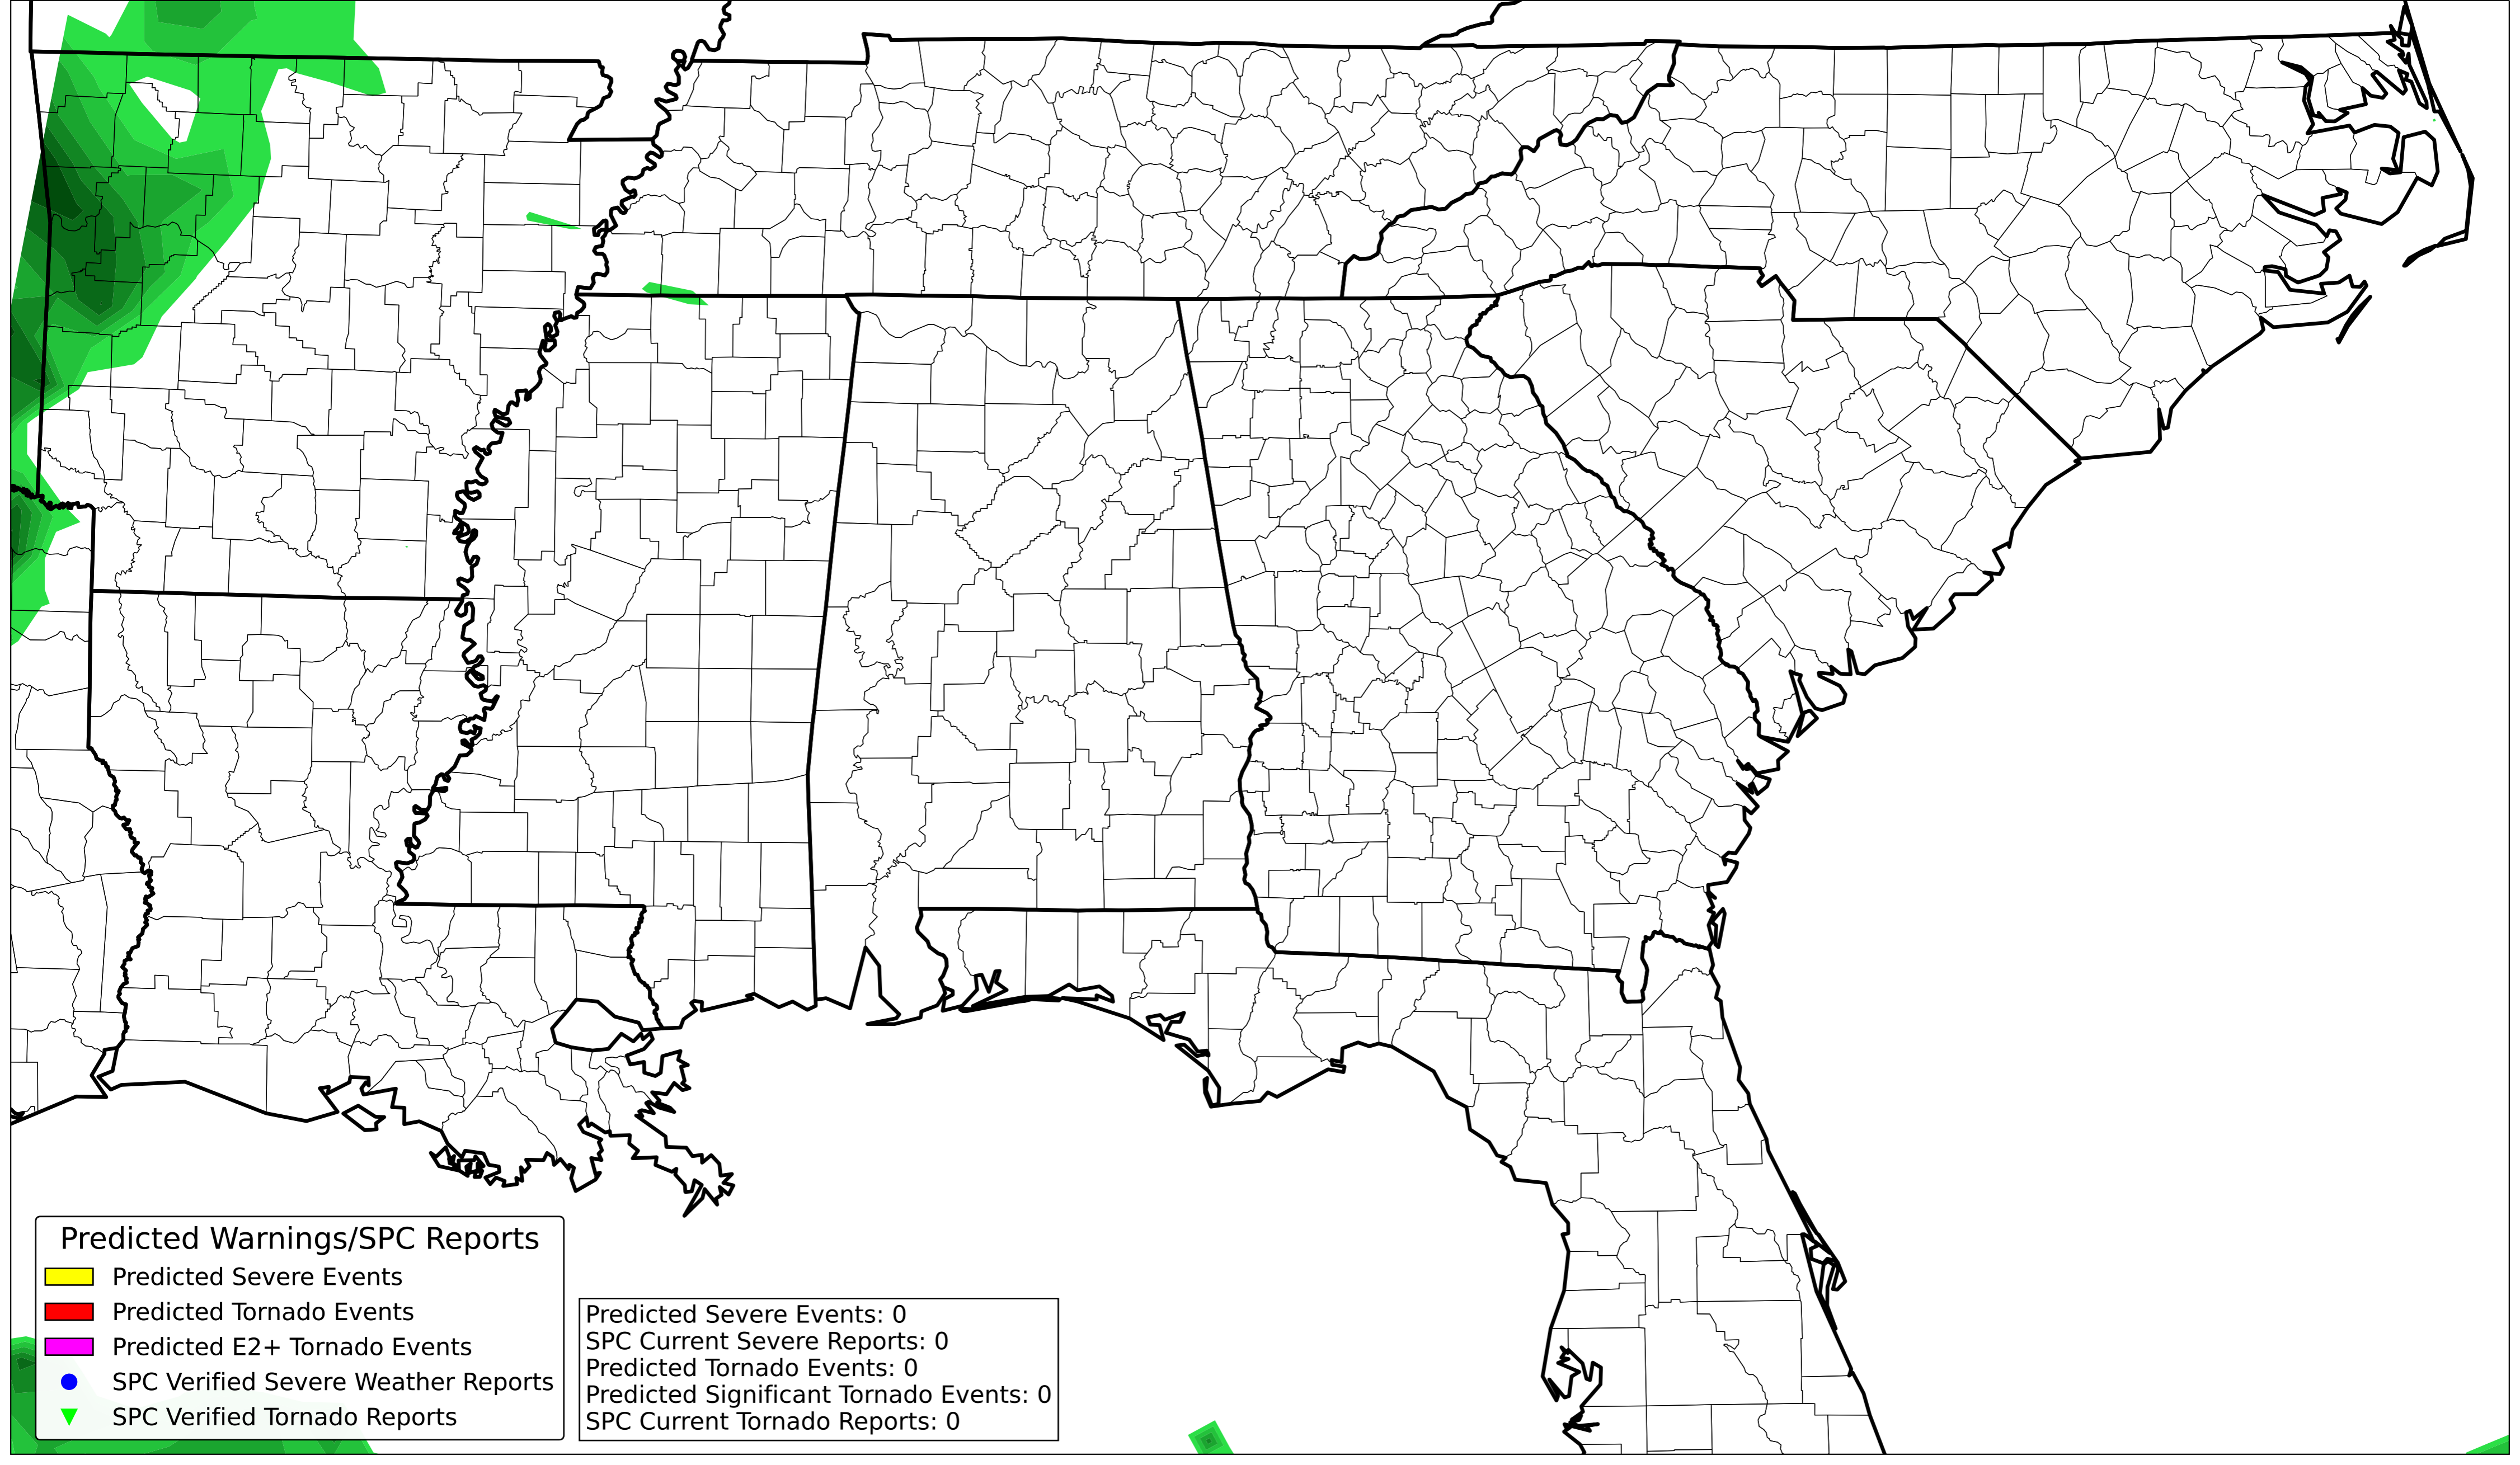 Predicted Warnings/SPC Reports
Predicted Severe Events
Predicted Tornado Events
Predicted E2+ Tornado Events
SPC Verified Severe Weather Reports
SPC Verified Tornado Reports
Predicted Severe Events: 0
SPC Current Severe Reports: 0
Predicted Tornado Events: 0
Predicted Significant Tornado Events: 0
SPC Current Tornado Reports: 0